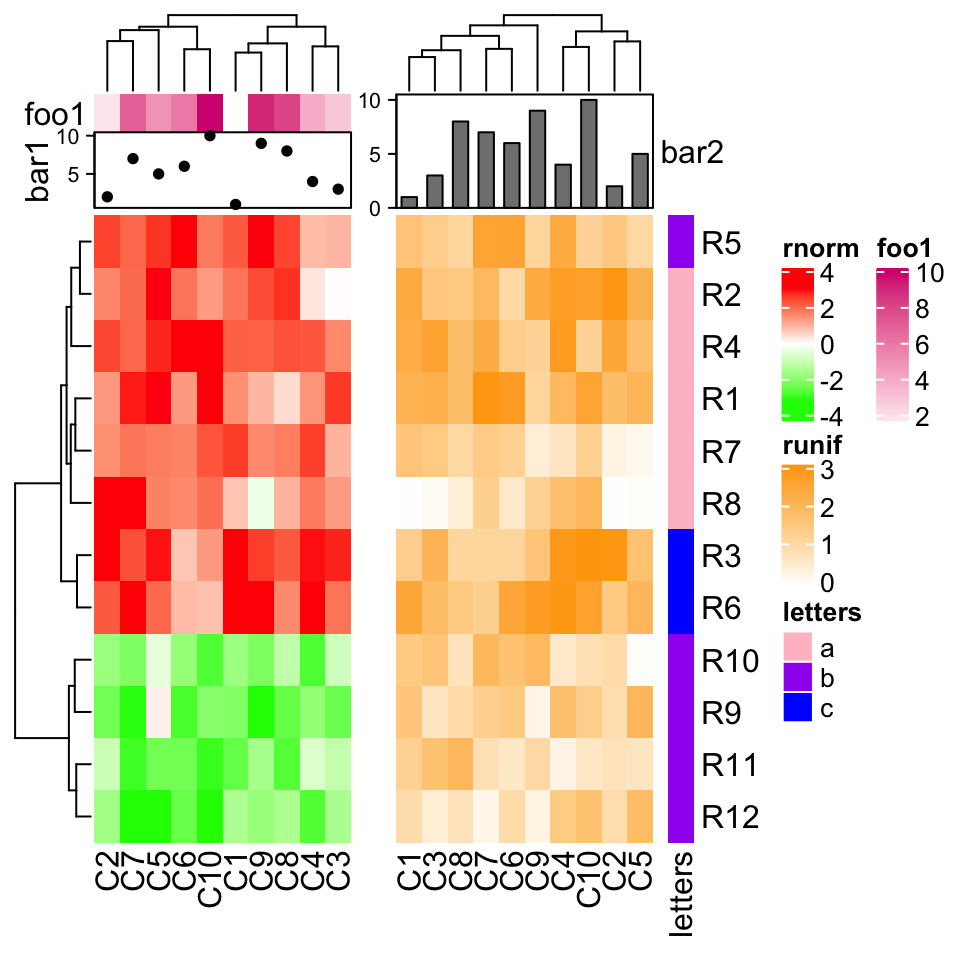 foo1
bar1
10
5
10
5
0
bar2
R5
R2
R4
R1
R7
R8
R3
R6
R10
R9
R11
R12
C2 C7 C5 C6 C10 C1 C9 C8 C4 C3
C1 C3 C8 C7 C6 C9 C4 C10 C2 C5
letters
rnorm
4
2
0
-2
-4
foo1
10
8
6
4
2
runif
3
2
1
0
letters
a
b
c